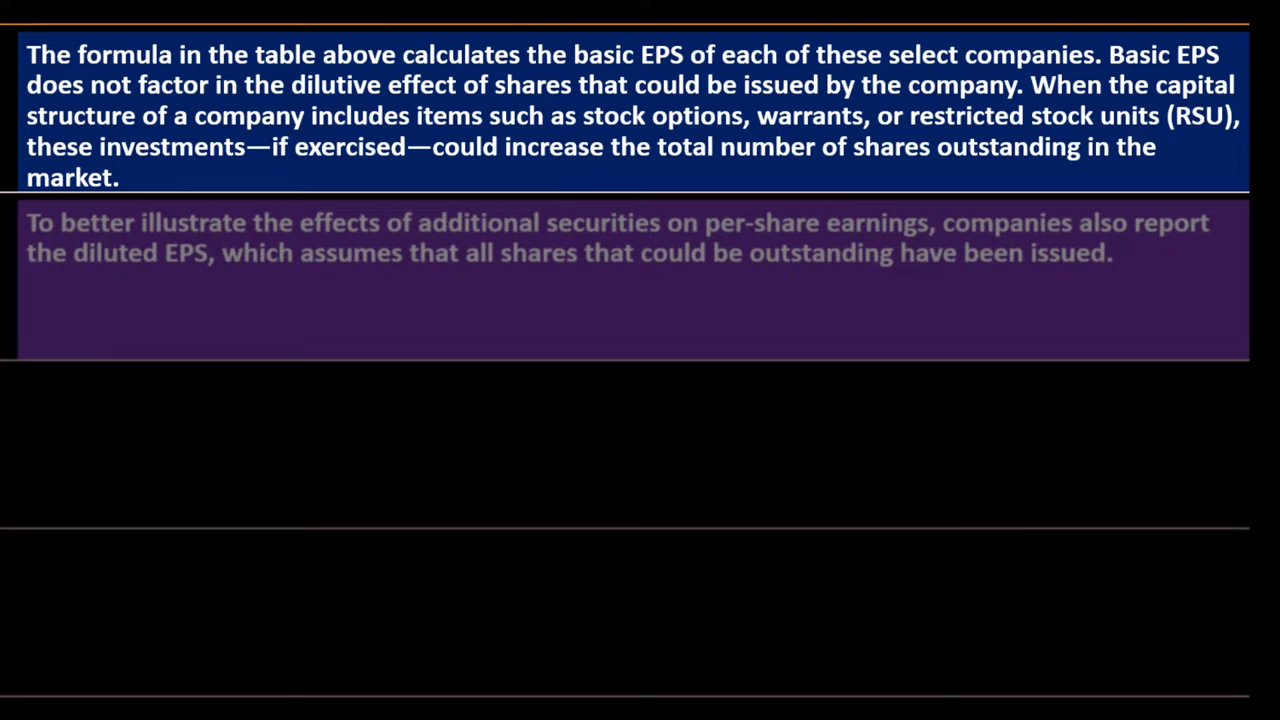 The formula in the table above calculates the basic EPS of each of these select companies. Basic EPS
does not factor in the dilutive effect of shares that could be issued by the company. When the capital
structure of a company includes items such as stock options, warrants, or restricted stock units (RSU),
these investments—if exercised—could increase the total number of shares outstanding in the
market.
To better illustrate the effects of additional securities on per-share earnings, companies also report
the diluted EPS, which assumes that all shares that could be outstanding have been issued.